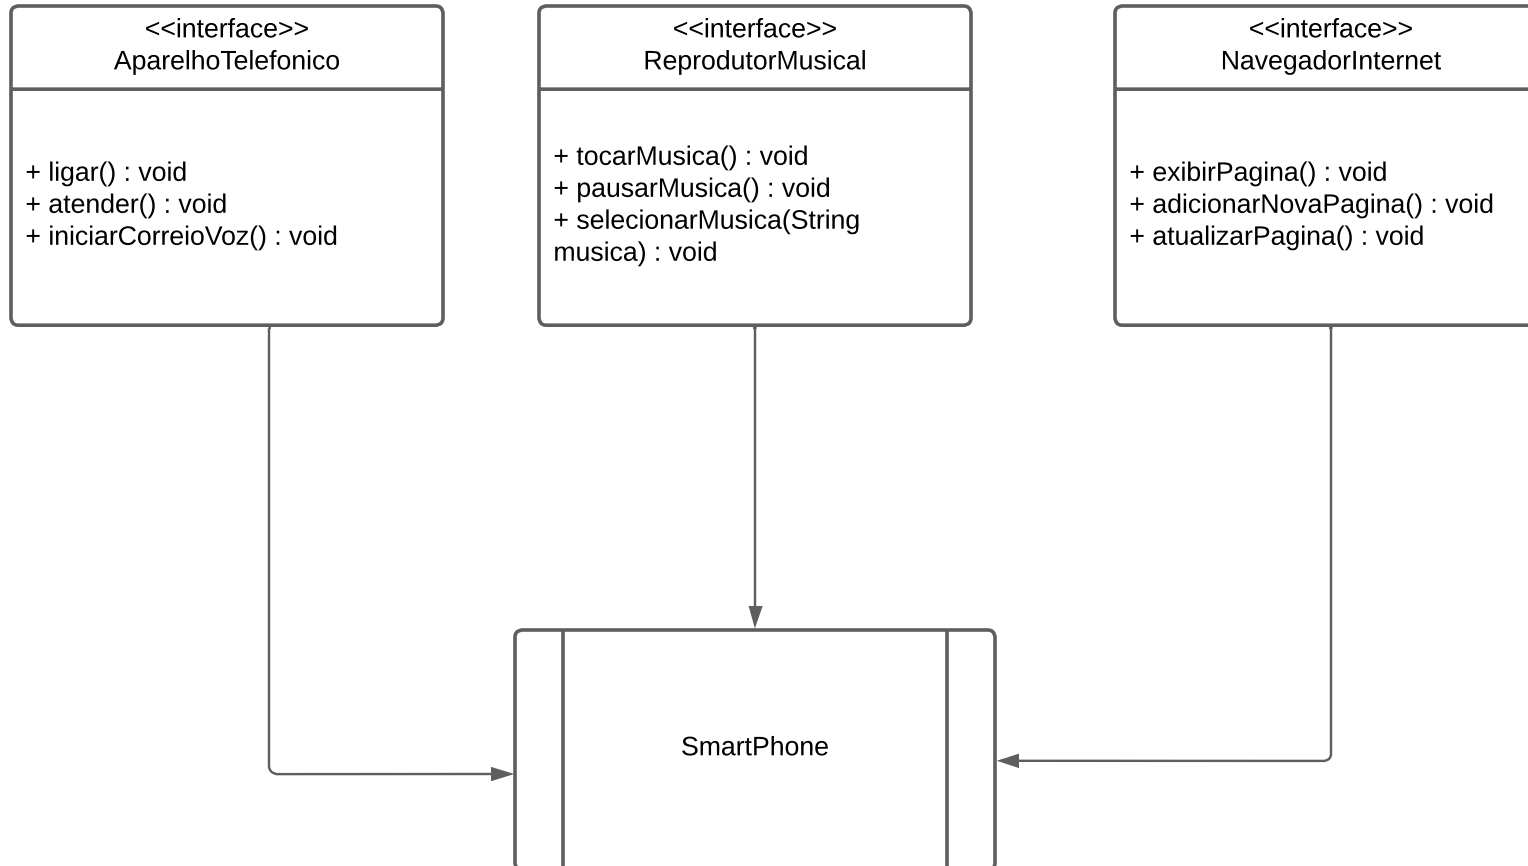 <<interface>>
AparelhoTelefonico
+ ligar() : void
+ atender() : void
+ iniciarCorreioVoz() : void
<<interface>>
ReprodutorMusical
+ tocarMusica() : void
+ pausarMusica() : void
+ selecionarMusica(String
musica) : void
<<interface>>
NavegadorInternet
+ exibirPagina() : void
+ adicionarNovaPagina() : void
+ atualizarPagina() : void
SmartPhone